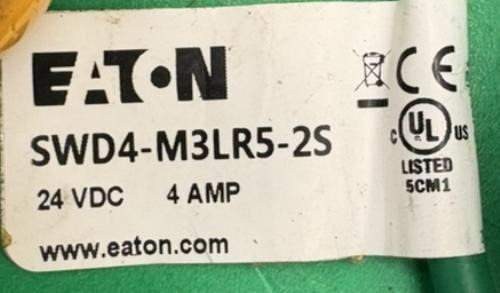 EATON
CE
SWD4-M3LR5-2S
C UL US
LISTED
5CM1
24 VDC 4 AMP
www.eaton.com